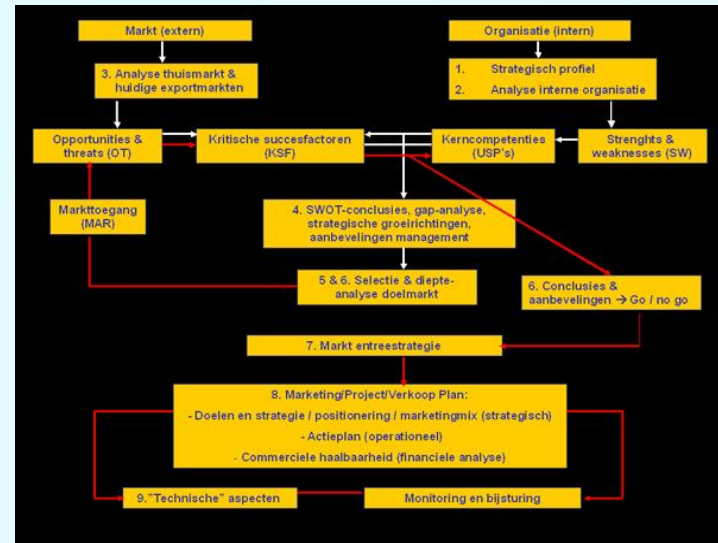 Markt (extern)
Organisatie (intern)
3. Analyse thuismarkt &
huidige exportmarkten
1. Strategisch profiel
2. Analyse interne organisatie
Opportunities &
threats (OT)
Kritische succesfactoren
(KSF)
Kerncompetenties
(USP's)
Strenghts &
weaknesses (SW)
Markttoegang
(MAR)
4. SWOT-conclusies, gap-analyse,
strategische groeirichtingen,
aanbevelingen management
5 & 6. Selectie & diepte-
analyse doelmarkt
6. Conclusies &
aanbevelingen → Go / no go
7. Markt entreestrategie
8. Marketing/Project/Verkoop Plan:
- Doelen en strategie / positionering / marketingmix (strategisch)
- Actieplan (operationeel)
- Commerciele haalbaarheid (financiele analyse)
9."Technische" aspecten
Monitoring en bijsturing